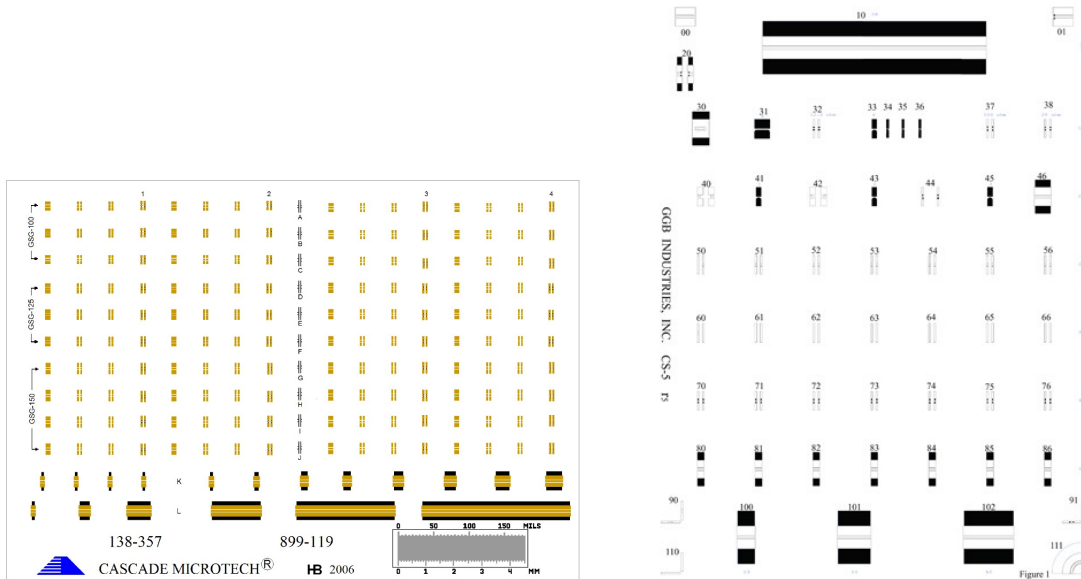 1 2 3 4
GSG-100
GSG-125
GSG-150
A
B
C
D
E
F
G
H
I
J
K
L
138-357 899-119
CASCADE MICROTECH® HB 2006
0 50 100 150 MILS
0 1 2 3 4 MM
00 10 01
20
30 31 32 33 34 35 36 37 38
40 41 42 43 44 45 46
50 51 52 53 54 55 56
60 61 62 63 64 65 66
70 71 72 73 74 75 76
80 81 82 83 84 85 86
90 100 101 102 91
110 111
GGB INDUSTRIES, INC. CS-5 rs
Figure 1